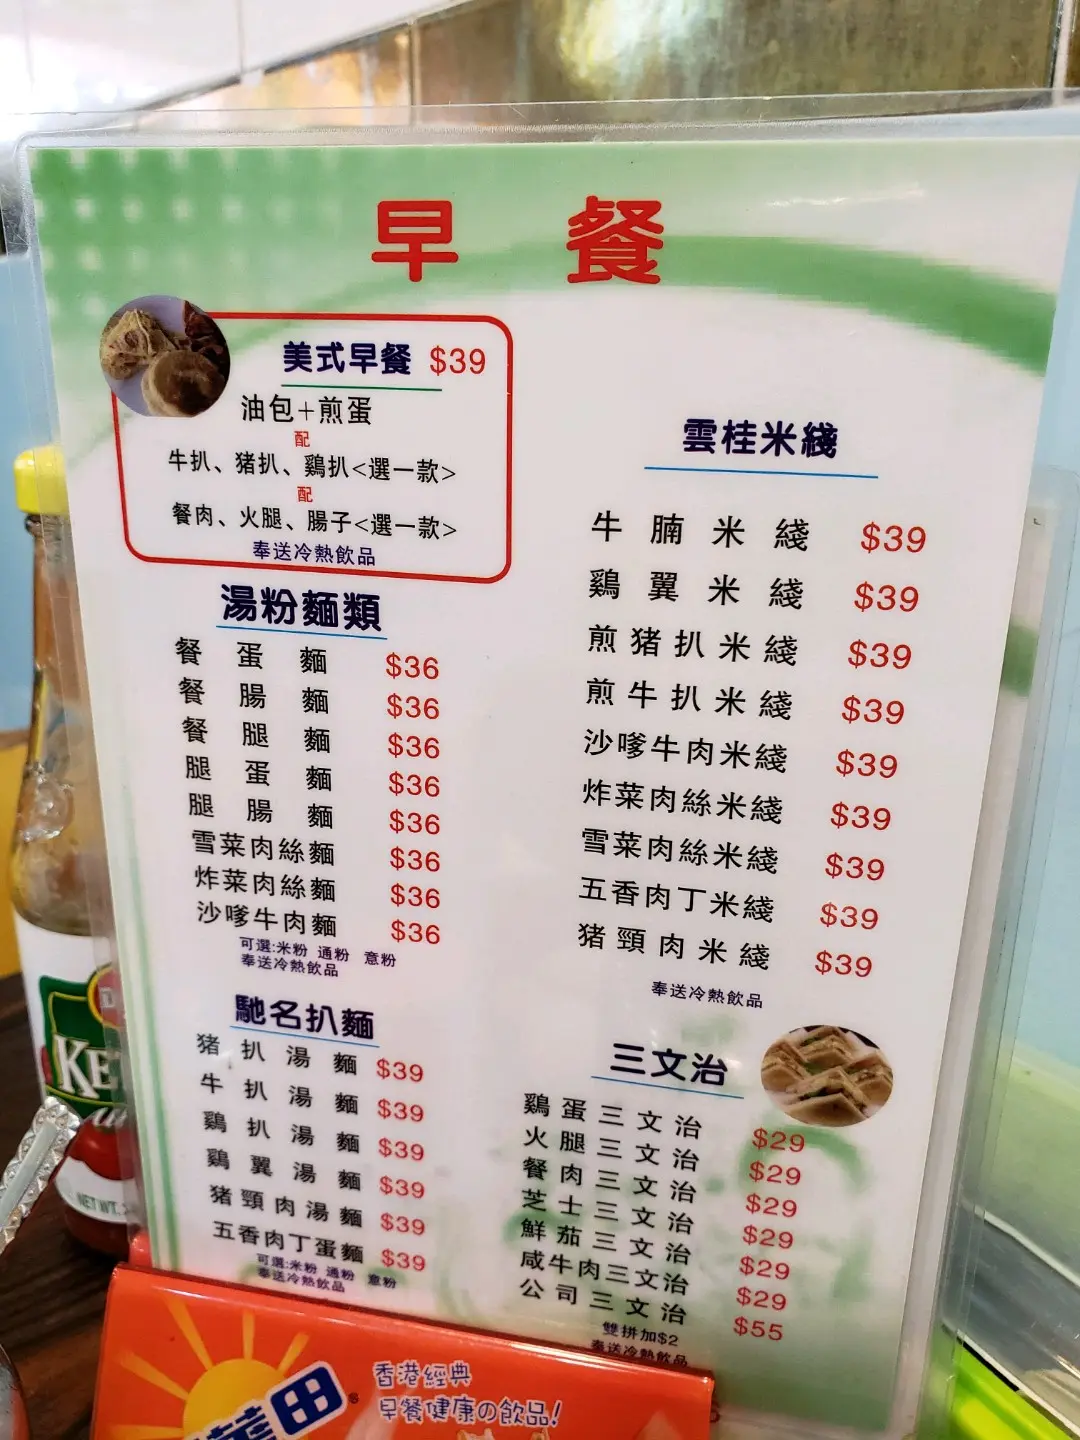 早餐
美式早餐 $39
油包+煎蛋
配
牛扒、猪扒、鷄扒<選一款>
配
餐肉、火腿、腸子<選一款>
奉送冷熱飲品
湯粉麵類
餐蛋麵 $36
餐腸麵 $36
餐腿麵 $36
腿蛋麵 $36
腿腸麵 $36
雪菜肉絲麵 $36
炸菜肉絲麵 $36
沙嗲牛肉麵 $36
可選:米粉 通粉 意粉
奉送冷熱飲品
馳名扒麵
猪扒湯麵 $39
牛扒湯麵 $39
鷄扒湯麵 $39
鷄翼湯麵 $39
猪頸肉湯麵 $39
五香肉丁蛋麵 $39
可選:米粉 通粉 意粉
奉送冷熱飲品
雲桂米綫
牛腩米綫 $39
鷄翼米綫 $39
煎猪扒米綫 $39
煎牛扒米綫 $39
沙嗲牛肉米綫 $39
炸菜肉絲米綫 $39
雪菜肉絲米綫 $39
五香肉丁米綫 $39
猪頸肉米綫 $39
奉送冷熱飲品
三文治
鷄蛋三文治 $29
火腿三文治 $29
餐肉三文治 $29
芝士三文治 $29
鮮茄三文治 $29
咸牛肉三文治 $29
公司三文治 $55
雙拼加$2
奉送冷熱飲品
田®
香港經典
早餐健康の飲品!
NET WT.